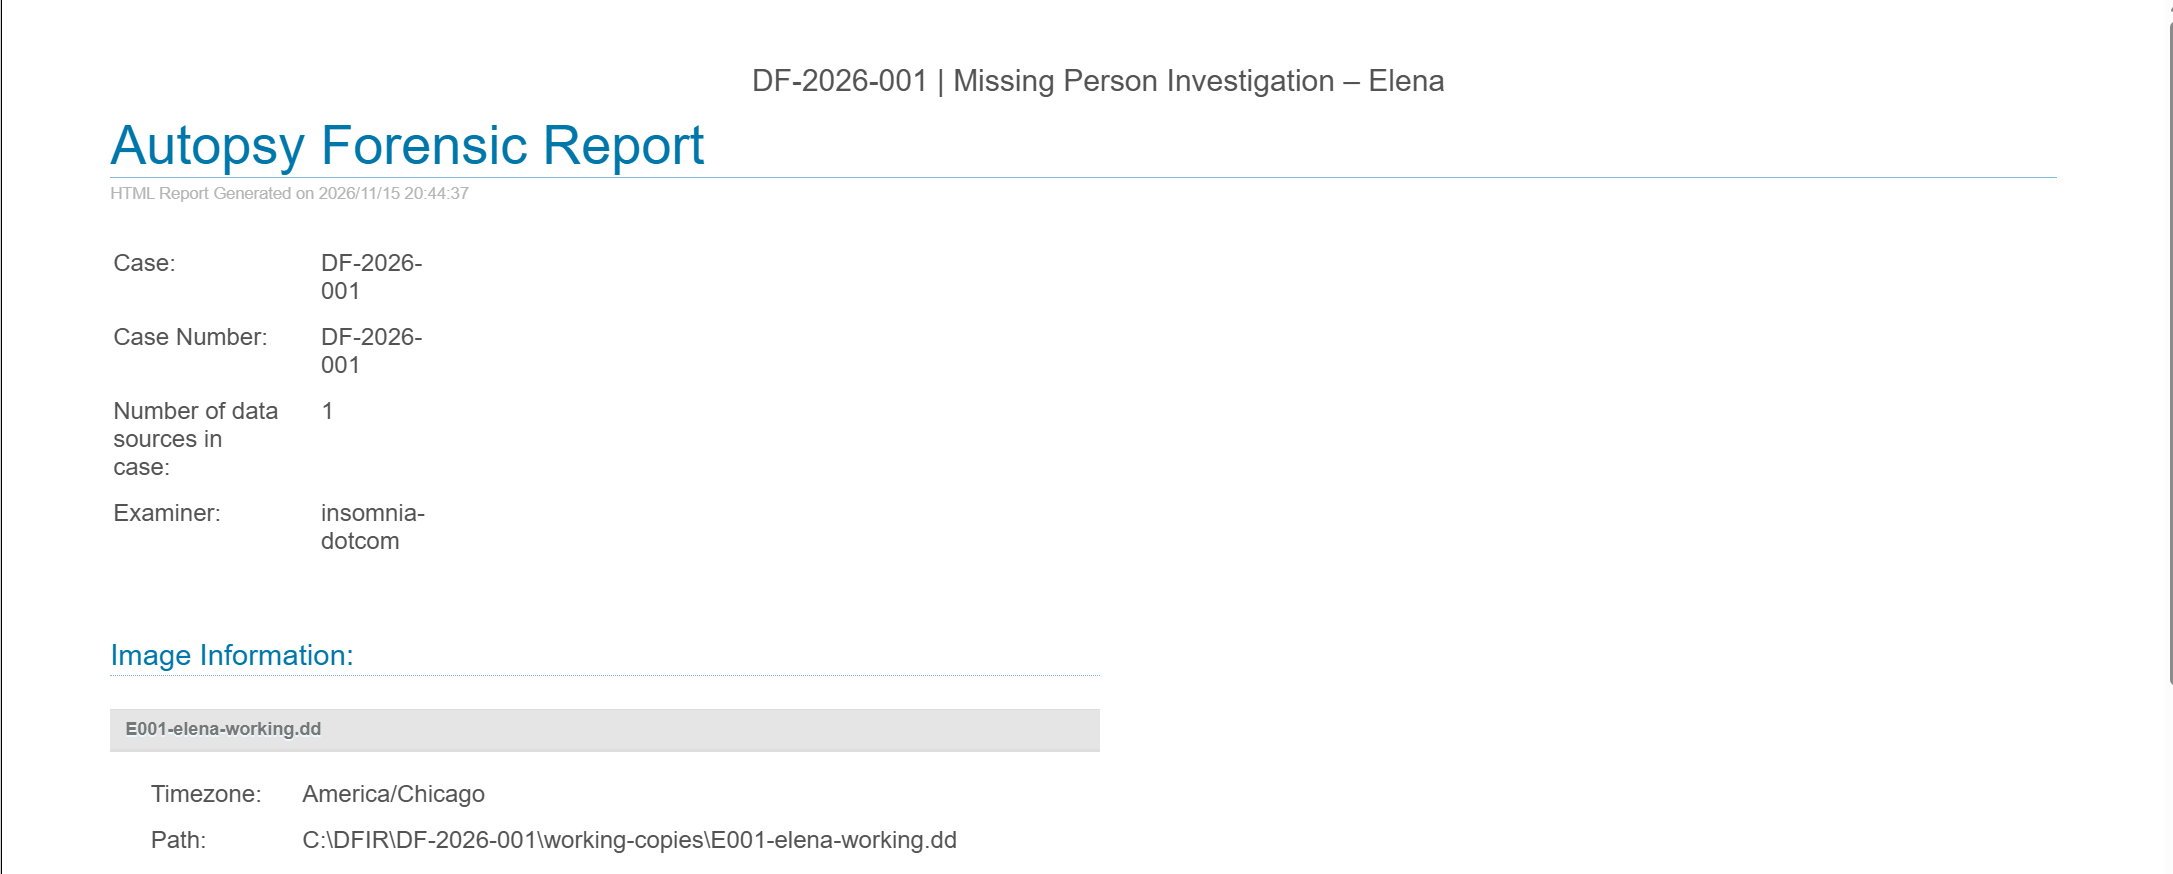 DF-2026-001 | Missing Person Investigation – Elena
Autopsy Forensic Report
HTML Report Generated on 2026/11/15 20:44:37
Case: DF-2026-
001
Case Number: DF-2026-
001
Number of data 1
sources in
case:
Examiner: insomnia-
dotcom
Image Information:
E001-elena-working.dd
Timezone: America/Chicago
Path: C:\DFIR\DF-2026-001\working-copies\E001-elena-working.dd